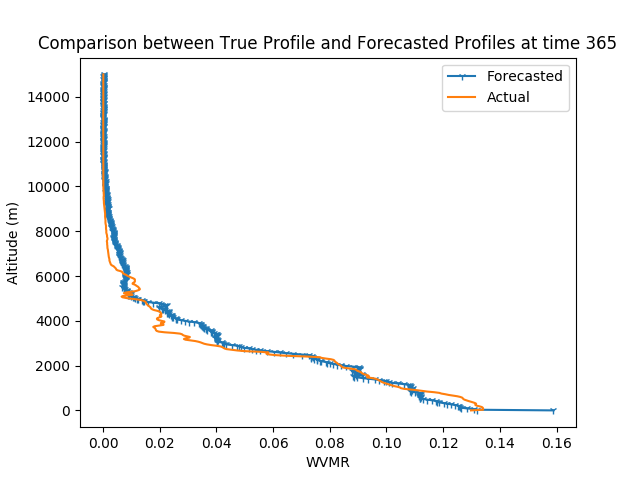 Comparison between True Profile and Forecasted Profiles at time 365
Forecasted
Actual
14000
12000
10000
8000
6000
4000
2000
0
Altitude (m)
0.00 0.02 0.04 0.06 0.08 0.10 0.12 0.14 0.16
WVMR